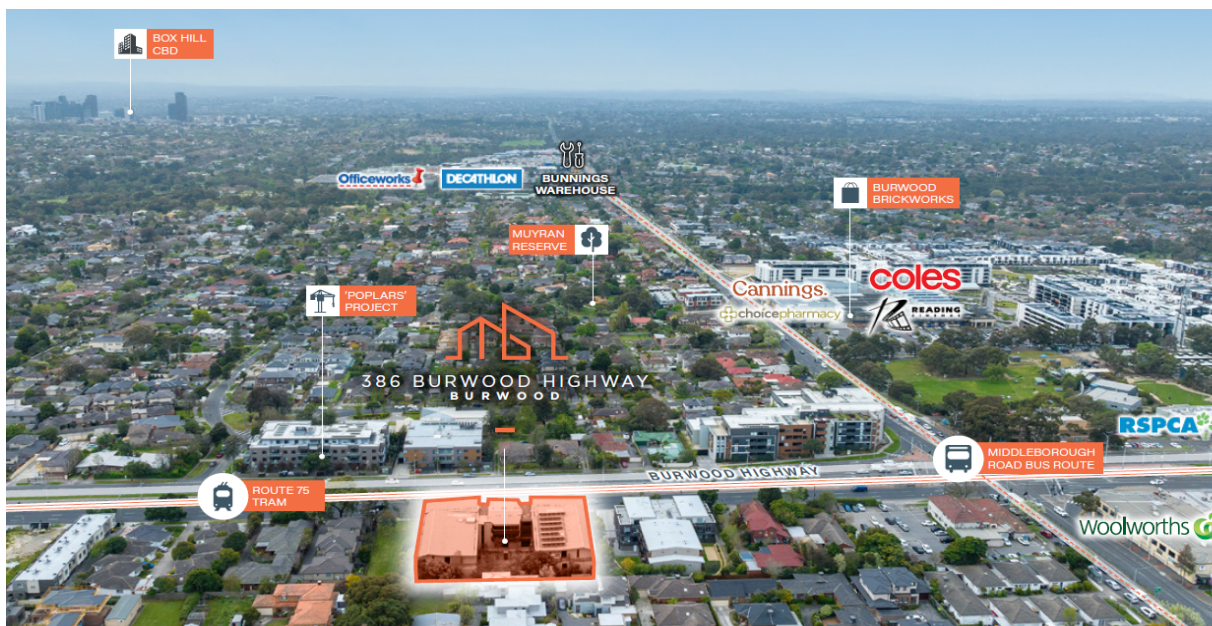 BOX HILL
CBD
Officeworks
DECATHLON
BUNNINGS
WAREHOUSE
BURWOOD
BRICKWORKS
MUYRAN
RESERVE
'POPLARS'
PROJECT
Cannings.
choicepharmacy
coles
READING
CINEMAS
386 BURWOOD HIGHWAY
BURWOOD
RSPCA
BURWOOD HIGHWAY
MIDDLEBOROUGH
ROAD BUS ROUTE
ROUTE 75
TRAM
Woolworths